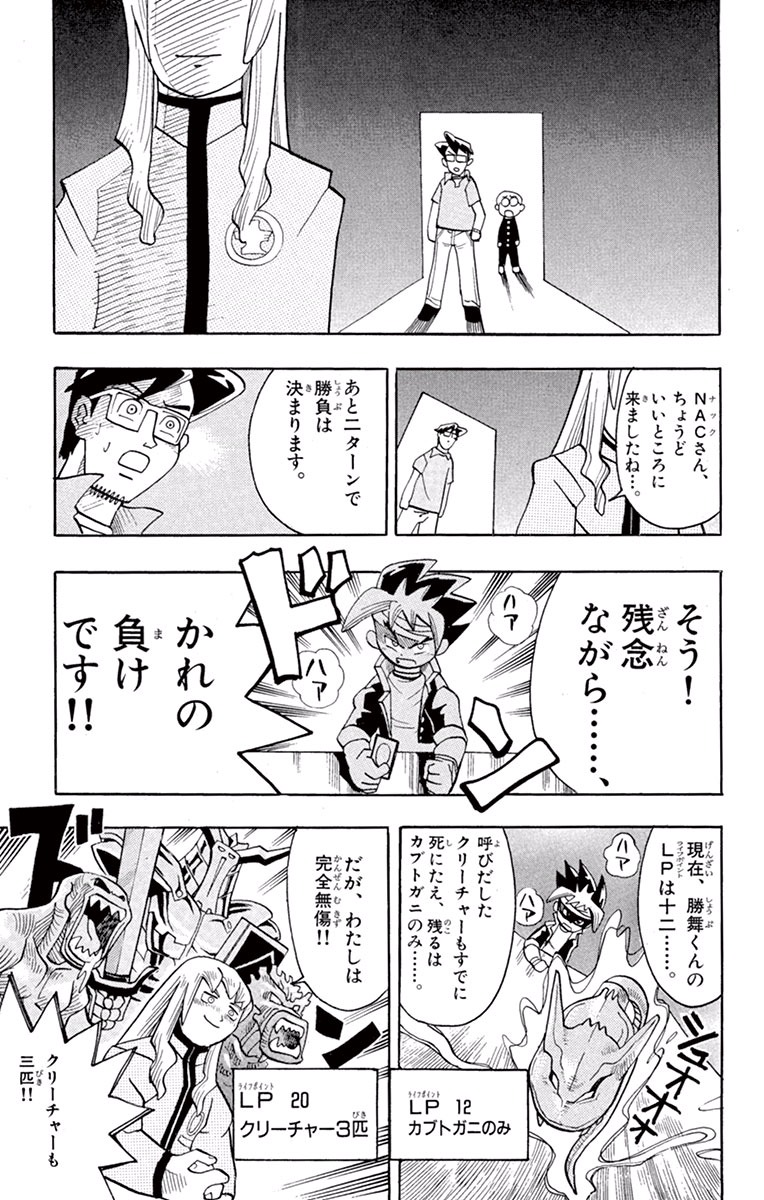 NACさん、
ちょうど
いいところに
来ましたね…。
あと二ターンで
勝負は
決まります。
そう！
残念
ながら……、
ハァ
ハァ
ドン
かれの
負け
です!!
現在、勝舞くんの
LPは十二……。
ハァ
ハァ
呼びだした
クリーチャーもすでに
死にたえ、残るは
カブトガニのみ……。
シュオオオ
LP 12
カブトガニのみ
だが、わたしは
完全無傷!!
LP 20
クリーチャー3匹
クリーチャーも
三匹!!